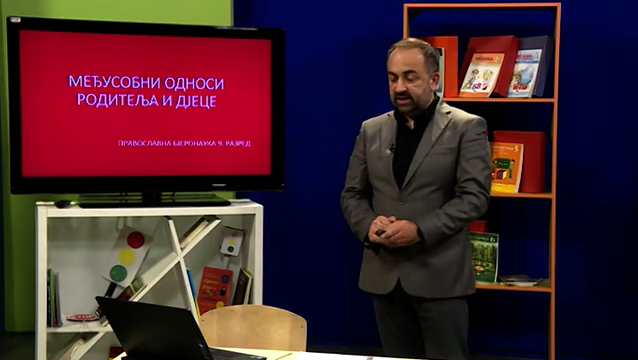 МЕЂУСОБНИ ОДНОСИ
РОДИТЕЉА И ДЈЕЦЕ
ПРАВОСЛАВНА ВЈЕРОНАУКА 9. РАЗРЕД